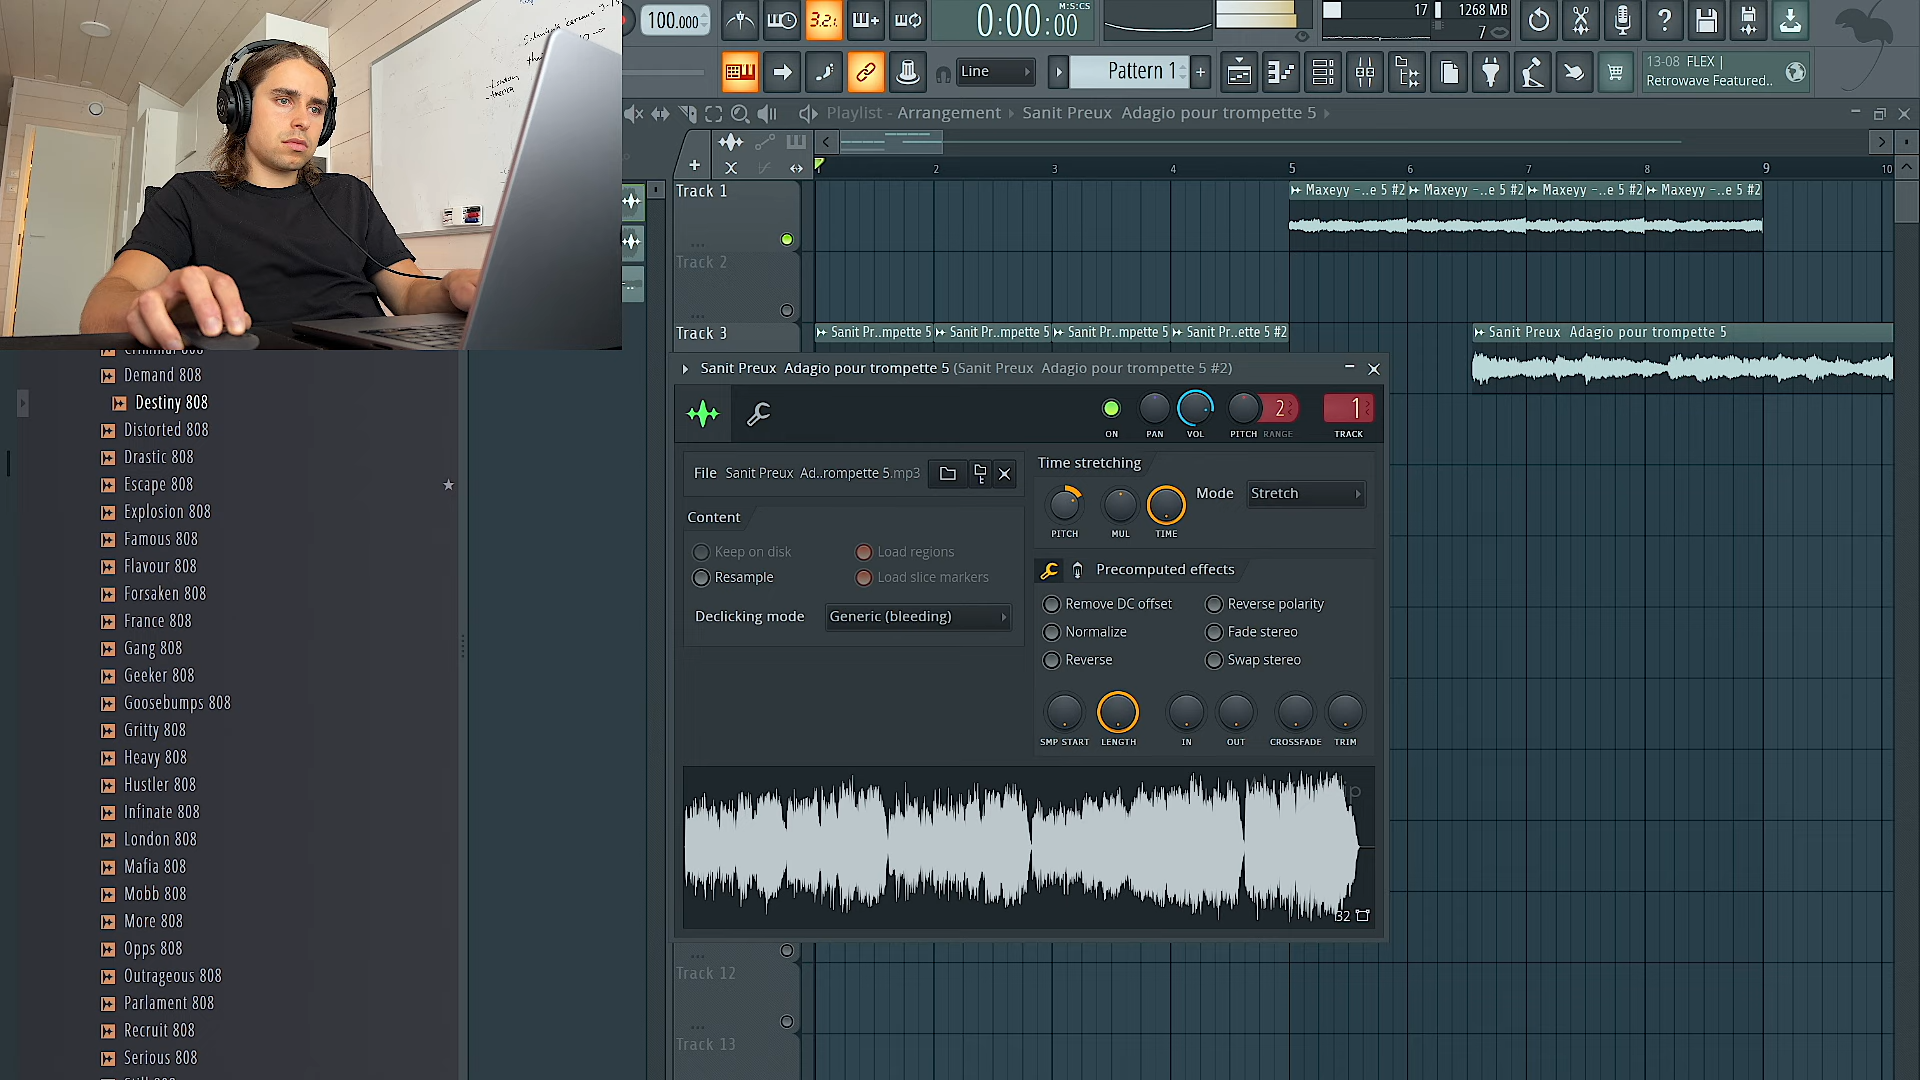 100.000
3.2.
0:00:00
M:S:CS
17
1268 MB
7
Line
Pattern 1
13-08 FLEX |
Retrowave Featured..
Playlist - Arrangement
Sanit Preux Adagio pour trompette 5
2 3 4 5 6 7 8 9 10
Track 1
Maxeyy -..e 5 #2
Maxeyy -..e 5 #2
Maxeyy -..e 5 #2
Maxeyy -..e 5 #2
Track 2
Track 3
Sanit Pr..mpette 5
Sanit Pr..mpette 5
Sanit Pr..mpette 5
Sanit Pr..ette 5 #2
Sanit Preux Adagio pour trompette 5
Sanit Preux Adagio pour trompette 5 (Sanit Preux Adagio pour trompette 5 #2)
2
1
ON
PAN
VOL
PITCH
RANGE
TRACK
File
Sanit Preux Ad..rompette 5.mp3
Content
Keep on disk
Load regions
Resample
Load slice markers
Declicking mode
Generic (bleeding)
Time stretching
Mode
Stretch
PITCH
MUL
TIME
Precomputed effects
Remove DC offset
Reverse polarity
Normalize
Fade stereo
Reverse
Swap stereo
SMP START
LENGTH
IN
OUT
CROSSFADE
TRIM
32
Track 12
Track 13
Demand 808
Destiny 808
Distorted 808
Drastic 808
Escape 808
Explosion 808
Famous 808
Flavour 808
Forsaken 808
France 808
Gang 808
Geeker 808
Goosebumps 808
Gritty 808
Heavy 808
Hustler 808
Infinate 808
London 808
Mafia 808
Mobb 808
More 808
Opps 808
Outrageous 808
Parlament 808
Recruit 808
Serious 808